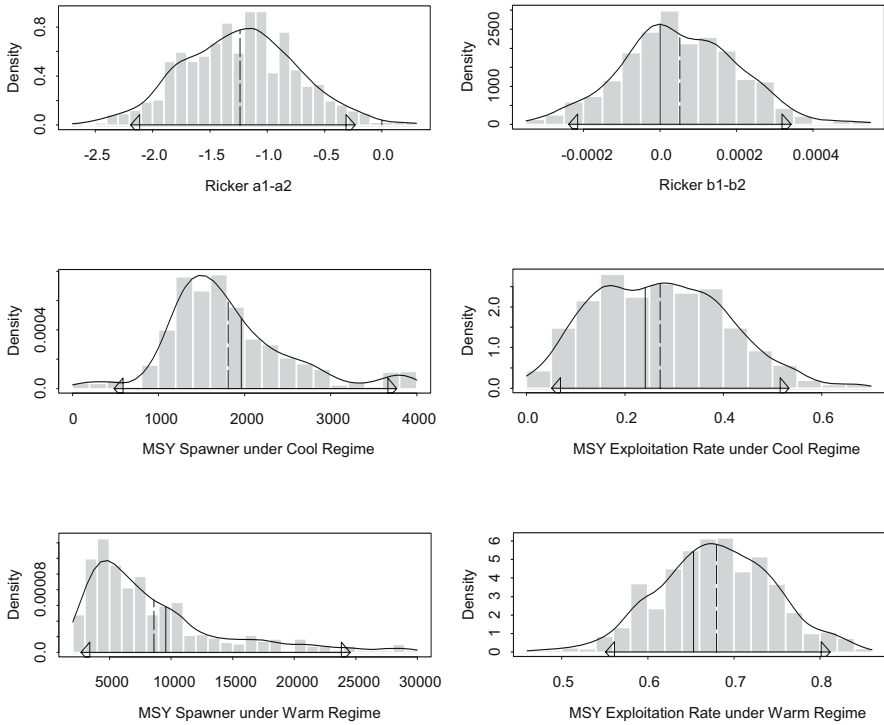 Density
0.0 0.4 0.8
-2.5 -2.0 -1.5 -1.0 -0.5 0.0
Ricker a1-a2
Density
0 1000 2500
-0.0002 0.0 0.0002 0.0004
Ricker b1-b2
Density
0.0 0.0004
0 1000 2000 3000 4000
MSY Spawner under Cool Regime
Density
0.0 1.0 2.0
0.0 0.2 0.4 0.6
MSY Exploitation Rate under Cool Regime
Density
0.0 0.00008
5000 10000 15000 20000 25000 30000
MSY Spawner under Warm Regime
Density
0 1 2 3 4 5 6
0.5 0.6 0.7 0.8
MSY Exploitation Rate under Warm Regime